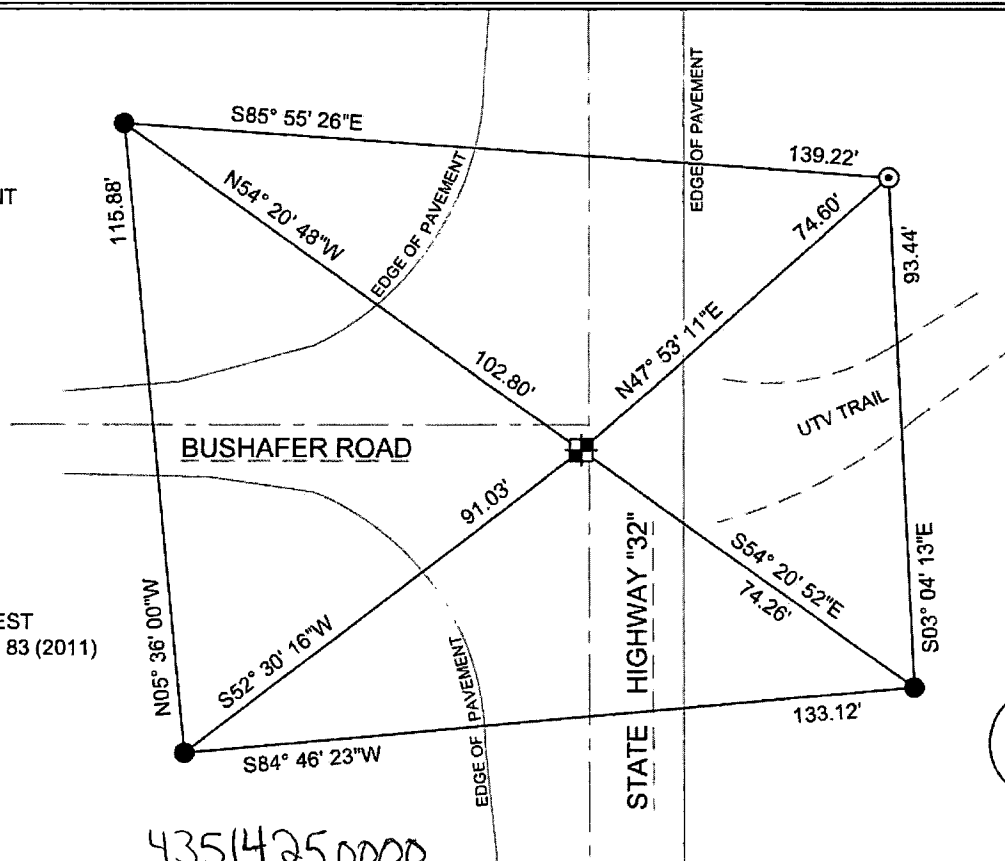 S85° 55' 26"E
139.22'
EDGE OF PAVEMENT
EDGE OF PAVEMENT
NT
115.88'
N54° 20' 48"W
74.60'
93.44'
N47° 53' 11"E
102.80'
UTV TRAIL
BUSHAFER ROAD
91.03'
STATE HIGHWAY "32"
S54° 20' 52"E
74.26'
S03° 04' 13"E
N05° 36' 00"W
S52° 30' 16"W
EST
83 (2011)
EDGE OF PAVEMENT
133.12'
S84° 46' 23"W
43514250000